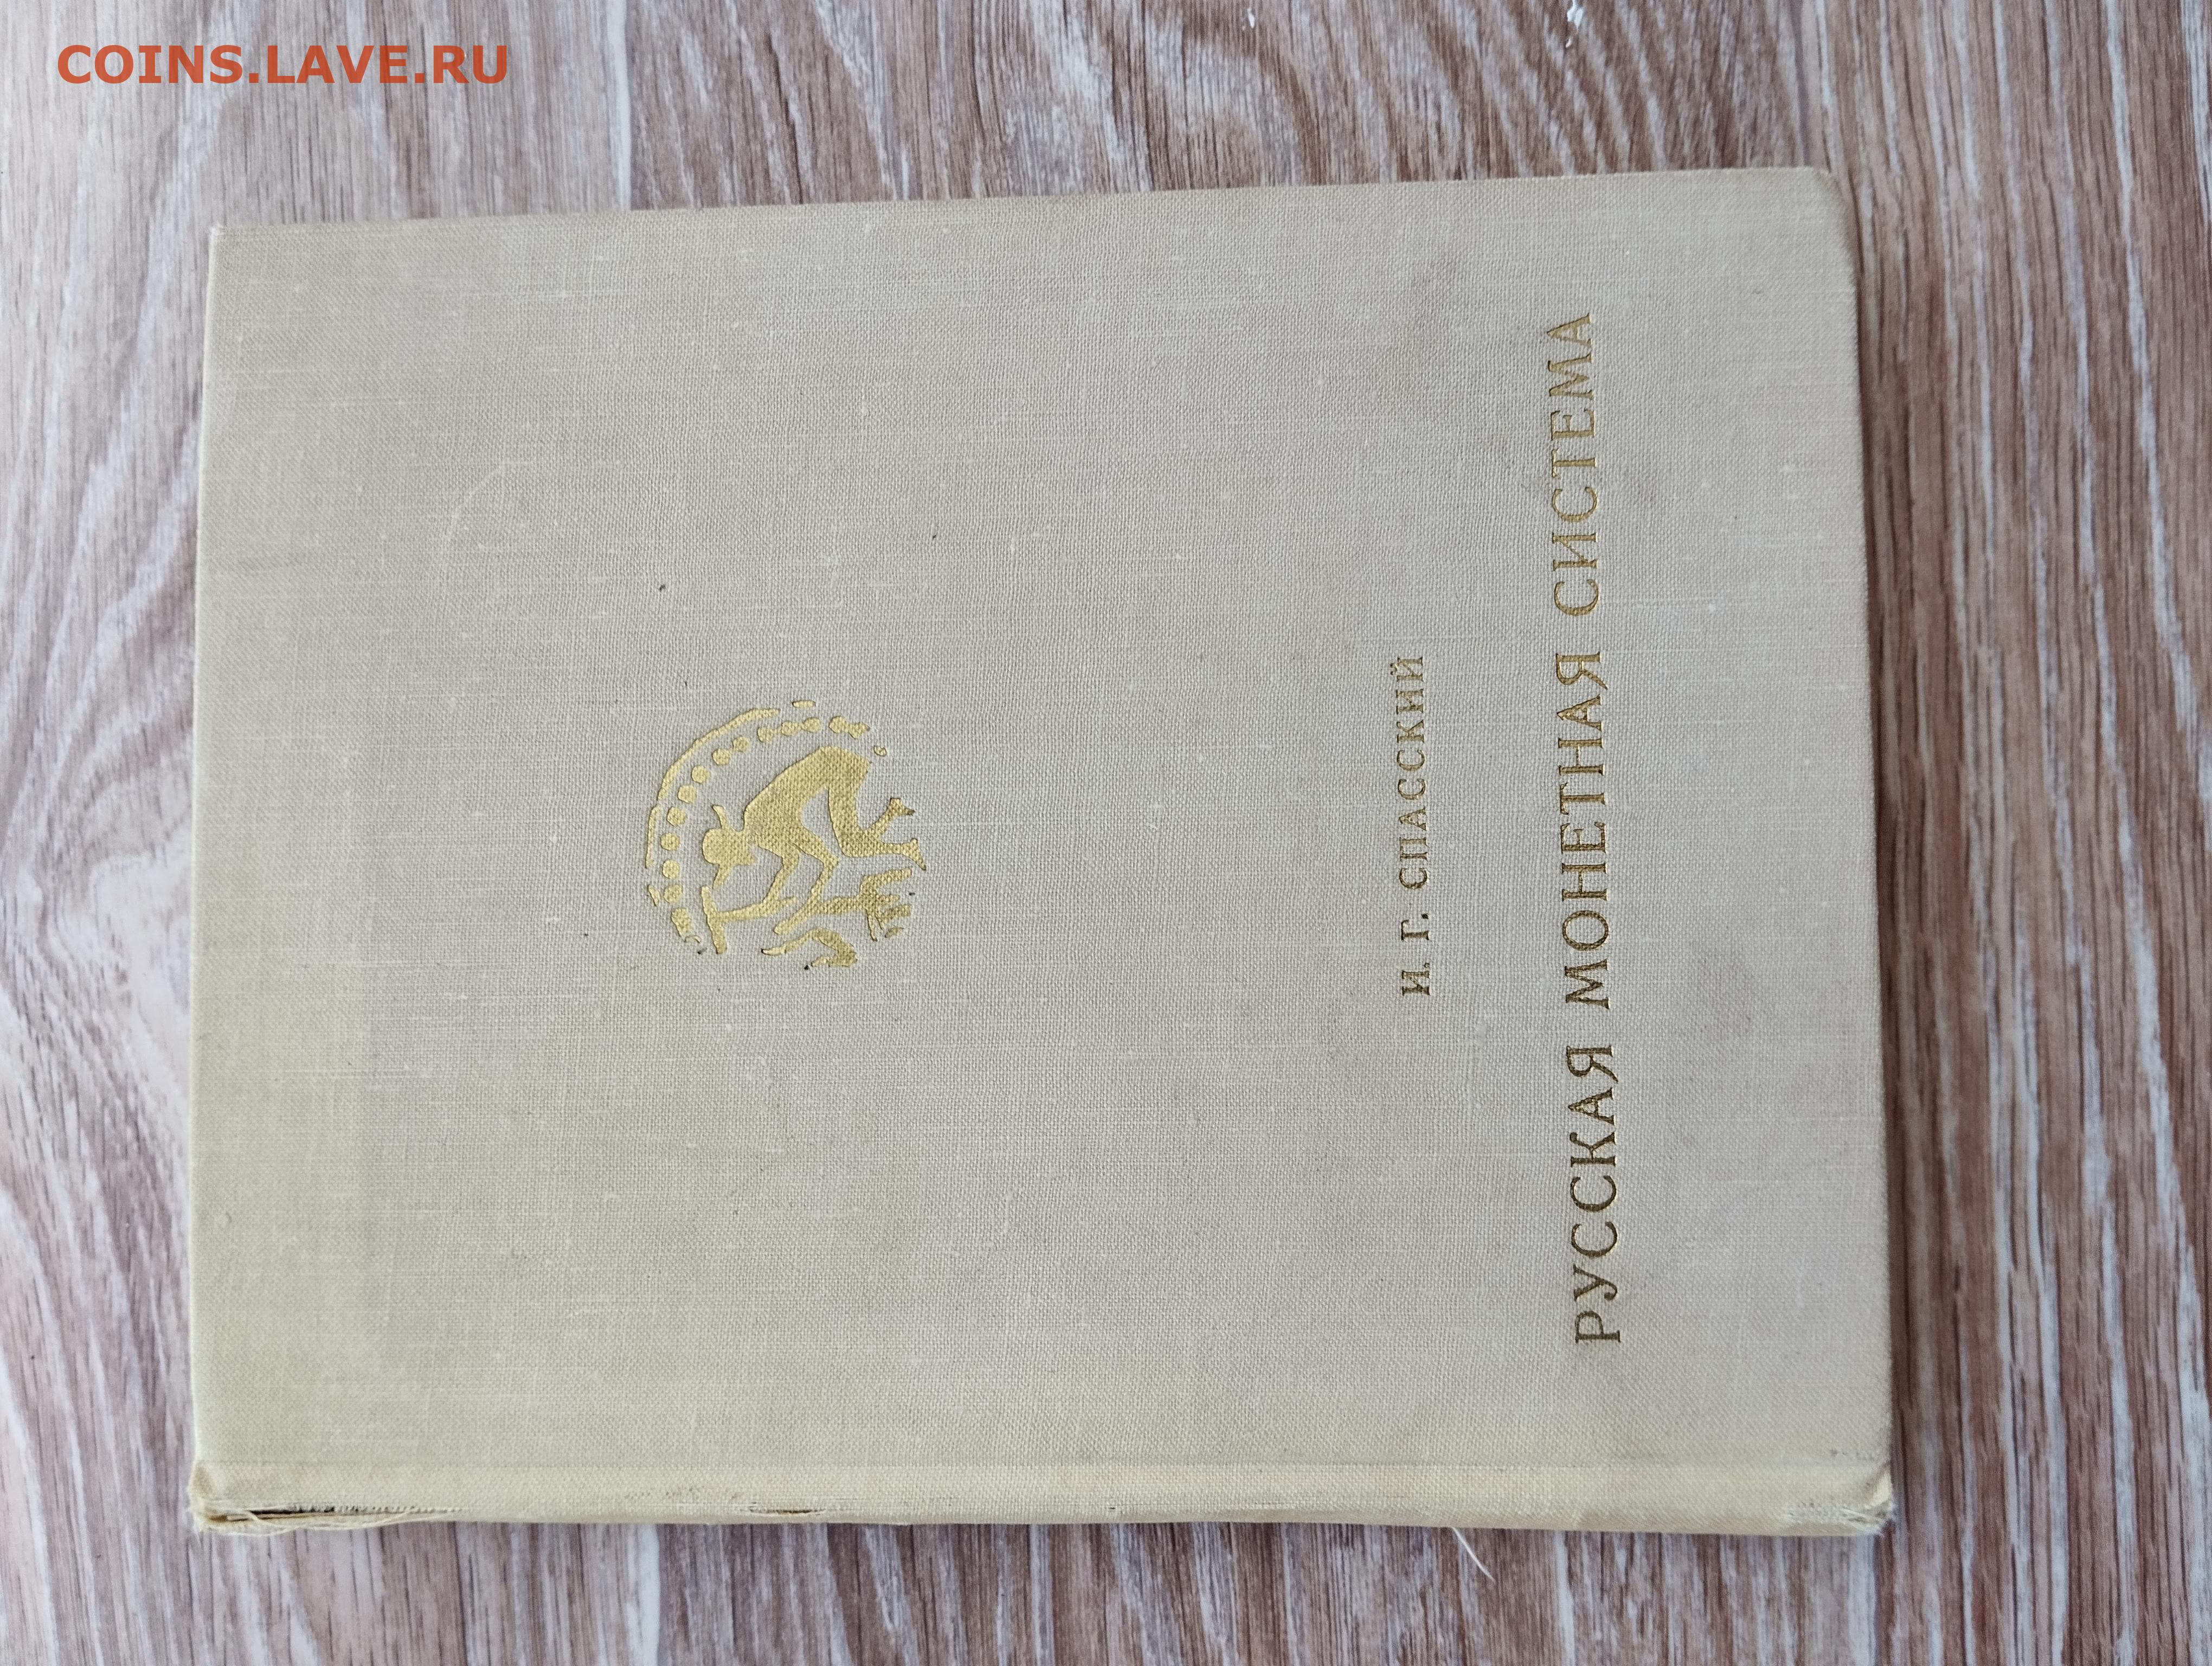 COINS.LAVE.RU
И. Г. СПАССКИЙ
РУССКАЯ МОНЕТНАЯ СИСТЕМА